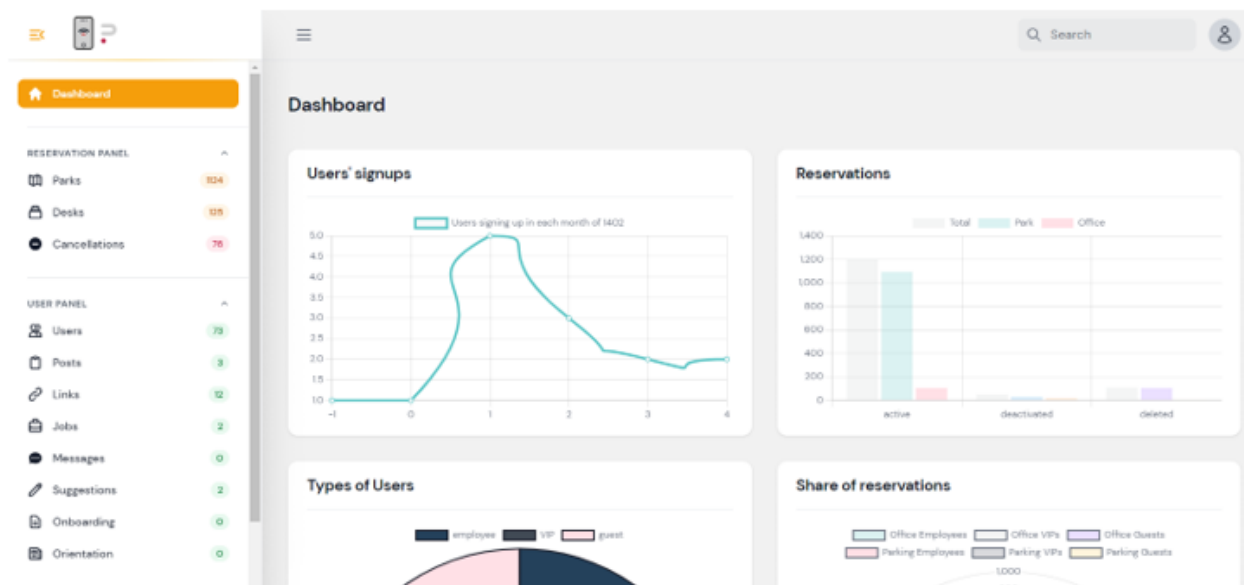 Search
Dashboard
RESERVATION PANEL
Parks 1104
Desks 125
Cancellations 76
USER PANEL
Users 73
Posts 3
Links 12
Jobs 2
Messages 0
Suggestions 2
Onboarding 0
Orientation 0
Dashboard
Users' signups
Users signing up in each month of 1402
5.0
4.5
4.0
3.5
3.0
2.5
2.0
1.5
1.0
-1 0 1 2 3 4
Reservations
Total Park Office
1,400
1,200
1,000
800
600
400
200
0
active deactivated deleted
Types of Users
employee VIP guest
Share of reservations
Office Employees Office VIPs Office Guests
Parking Employees Parking VIPs Parking Guests
1,000